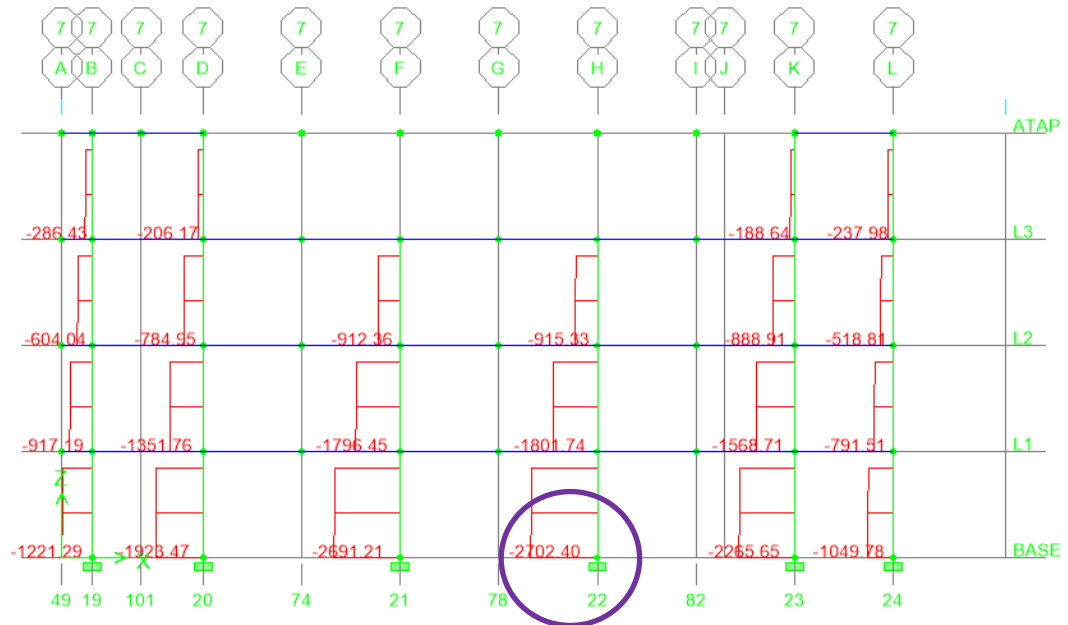 7 7 7 7 7 7 7 7 7 7 7 7
A B C D E F G H I J K L
ATAP
-286.43 -206.17 -188.64 -237.98 L3
-604.04 -784.95 -912.36 -915.33 -888.91 -518.81 L2
-917.19 -1351.76 -1796.45 -1801.74 -1568.71 -791.51 L1
Z
-1221.29 -1923.47 -2691.21 -2702.40 -2265.65 -1049.78 BASE
X
49 19 101 20 74 21 78 22 82 23 24